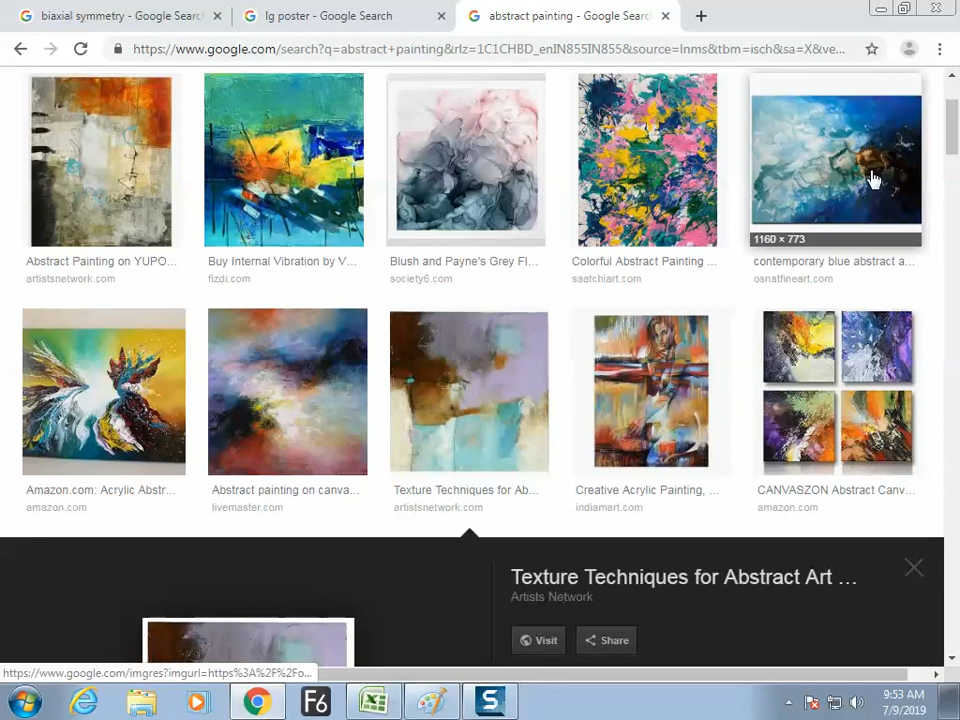 biaxial symmetry - Google Search
lg poster - Google Search
abstract painting - Google Search
https://www.google.com/search?q=abstract+painting&rlz=1C1CHBD_enIN855IN855&source=lnms&tbm=isch&sa=X&ve...
1160 × 773
Abstract Painting on YUPO...
Buy Internal Vibration by V...
Blush and Payne's Grey Fl...
Colorful Abstract Painting ...
contemporary blue abstract a...
artistsnetwork.com
fizdi.com
society6.com
saatchiart.com
osnatfineart.com
Amazon.com: Acrylic Abstr...
Abstract painting on canva...
Texture Techniques for Ab...
Creative Acrylic Painting, ...
CANVASZON Abstract Canv...
amazon.com
livemaster.com
artistsnetwork.com
indiamart.com
amazon.com
Texture Techniques for Abstract Art ...
Artists Network
Visit
Share
https://www.google.com/imgres?imgurl=https%3A%2F%2Fo...
F6
S
9:53 AM
7/9/2019